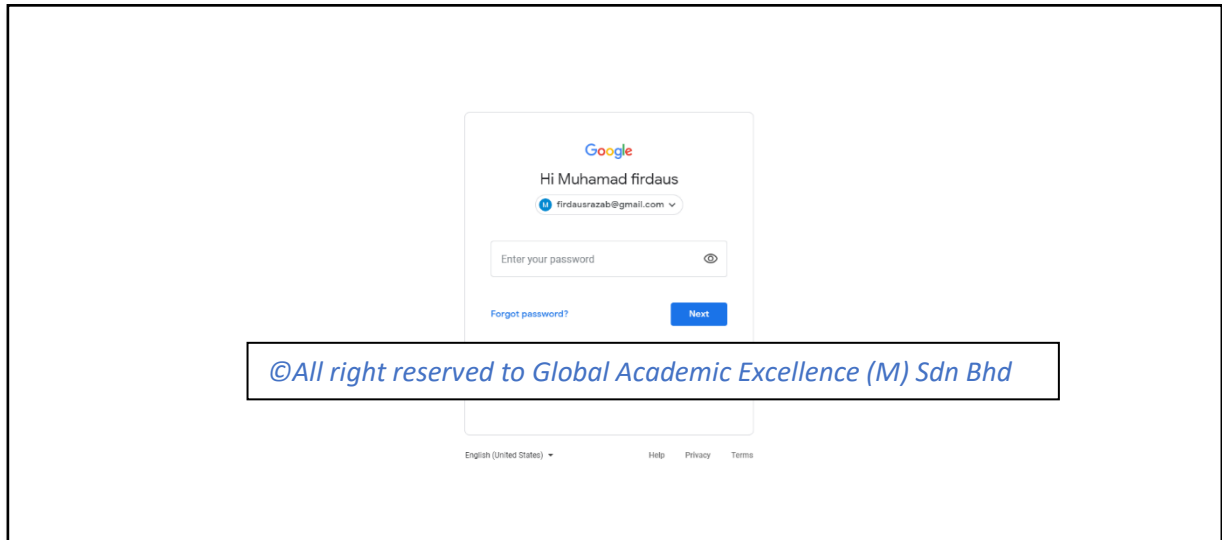 Google
Hi Muhamad firdaus
M firdausrazab@gmail.com
Enter your password
Forgot password? Next
©All right reserved to Global Academic Excellence (M) Sdn Bhd
English (United States) Help Privacy Terms